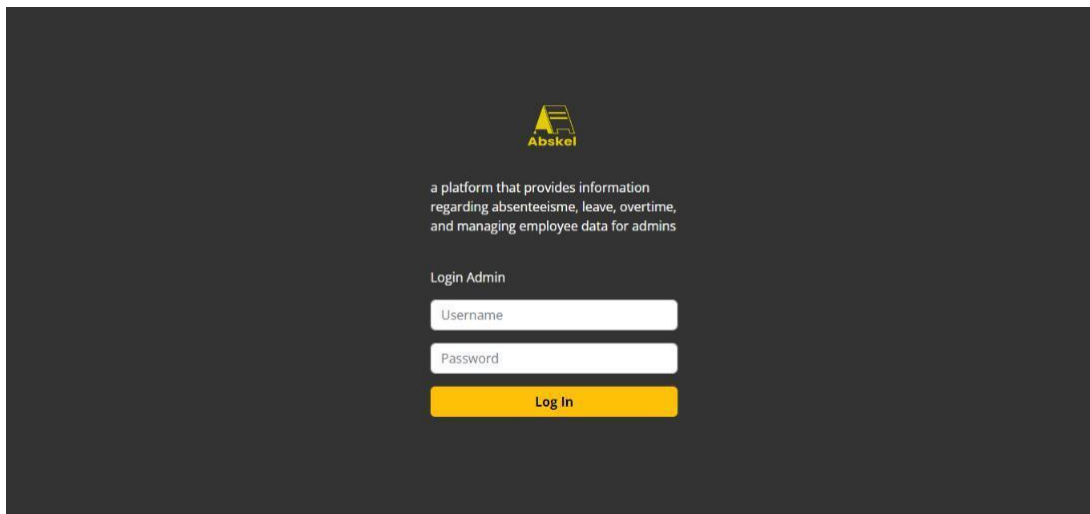 Abskel
a platform that provides information
regarding absenteeisme, leave, overtime,
and managing employee data for admins
Login Admin
Username
Password
Log In